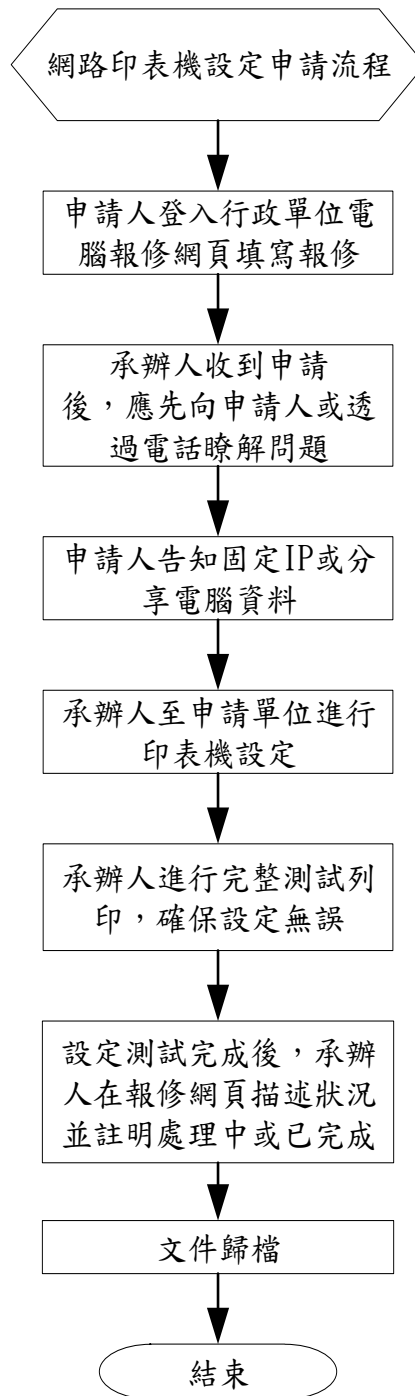 網路印表機設定申請流程
申請人登入行政單位電
腦報修網頁填寫報修
承辦人收到申請
後，應先向申請人或透
過電話瞭解問題
申請人告知固定IP或分
享電腦資料
承辦人至申請單位進行
印表機設定
承辦人進行完整測試列
印，確保設定無誤
設定測試完成後，承辦
人在報修網頁描述狀況
並註明處理中或已完成
文件歸檔
結束